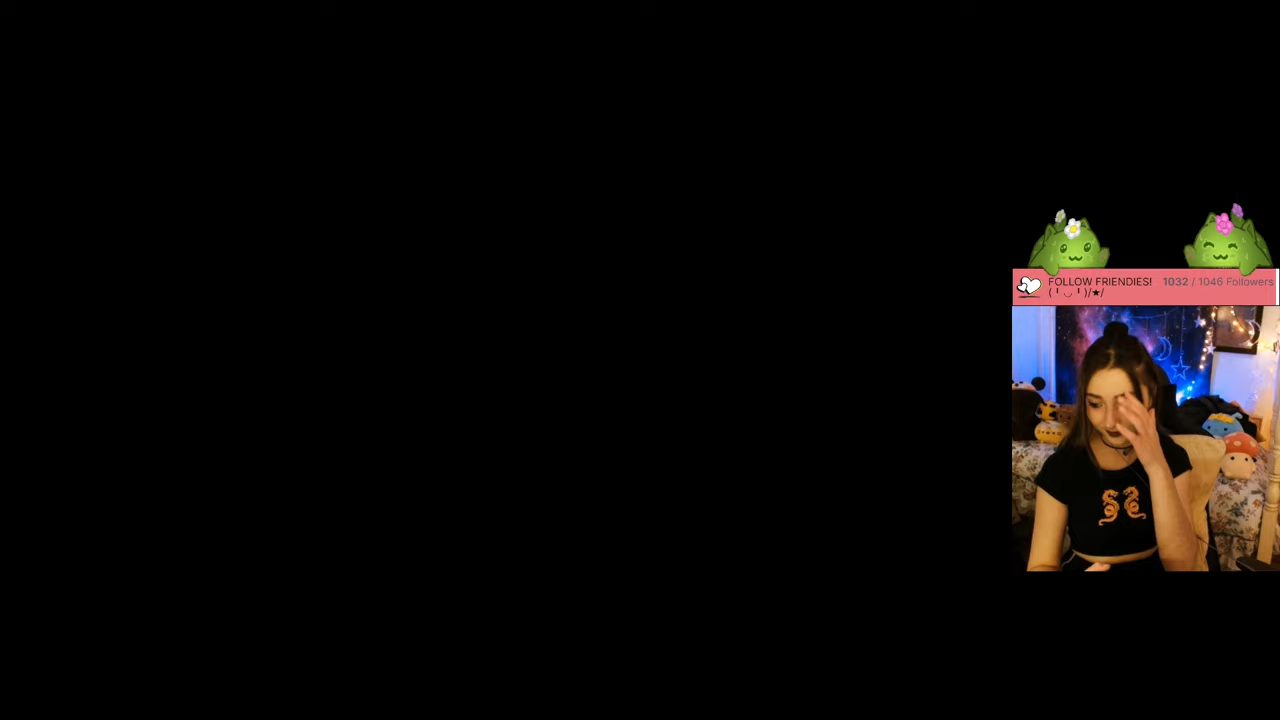 FOLLOW FRIENDIES! 1032 / 1046 Followers
( ╹ ◡ ╹ )/★/